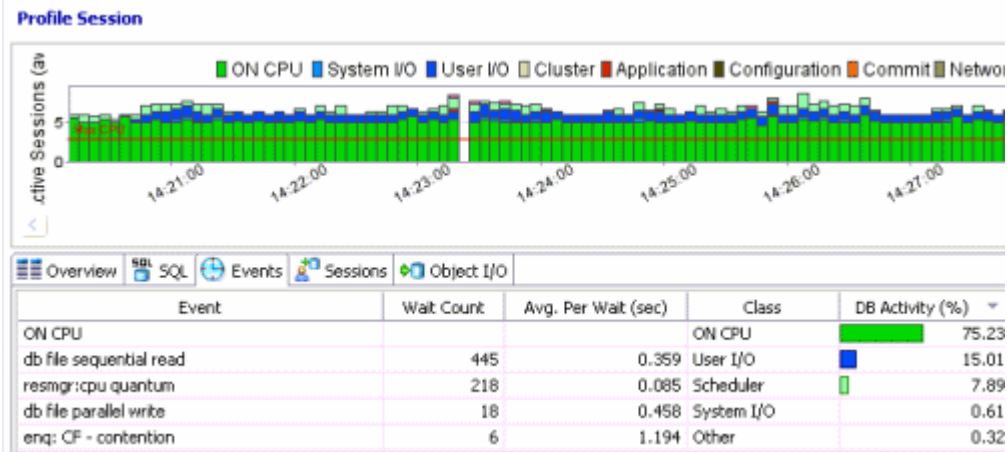 Profile Session
ctive Sessions (av
ON CPU System I/O User I/O Cluster Application Configuration Commit Networ
5
Max CPU
0
14:21:00 14:22:00 14:23:00 14:24:00 14:25:00 14:26:00 14:27:00
Overview SQL Events Sessions Object I/O
Event Wait Count Avg. Per Wait (sec) Class DB Activity (%)
ON CPU ON CPU 75.23
db file sequential read 445 0.359 User I/O 15.01
resmgr:cpu quantum 218 0.085 Scheduler 7.89
db file parallel write 18 0.458 System I/O 0.61
enq: CF - contention 6 1.194 Other 0.32